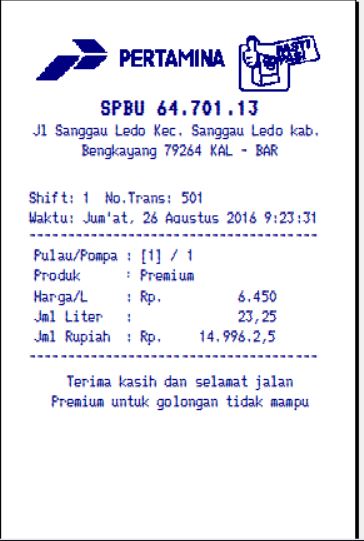 PERTAMINA
PASTI
PAS!
SPBU 64.701.13
Jl Sanggau Ledo Kec. Sanggau Ledo kab.
Bengkayang 79264 KAL - BAR
Shift: 1 No.Trans: 501
Waktu: Jum'at, 26 Agustus 2016 9:23:31
Pulau/Pompa : [1] / 1
Produk : Premium
Harga/L : Rp. 6.450
Jml Liter : 23,25
Jml Rupiah : Rp. 14.996.2,5
Terima kasih dan selamat jalan
Premium untuk golongan tidak mampu